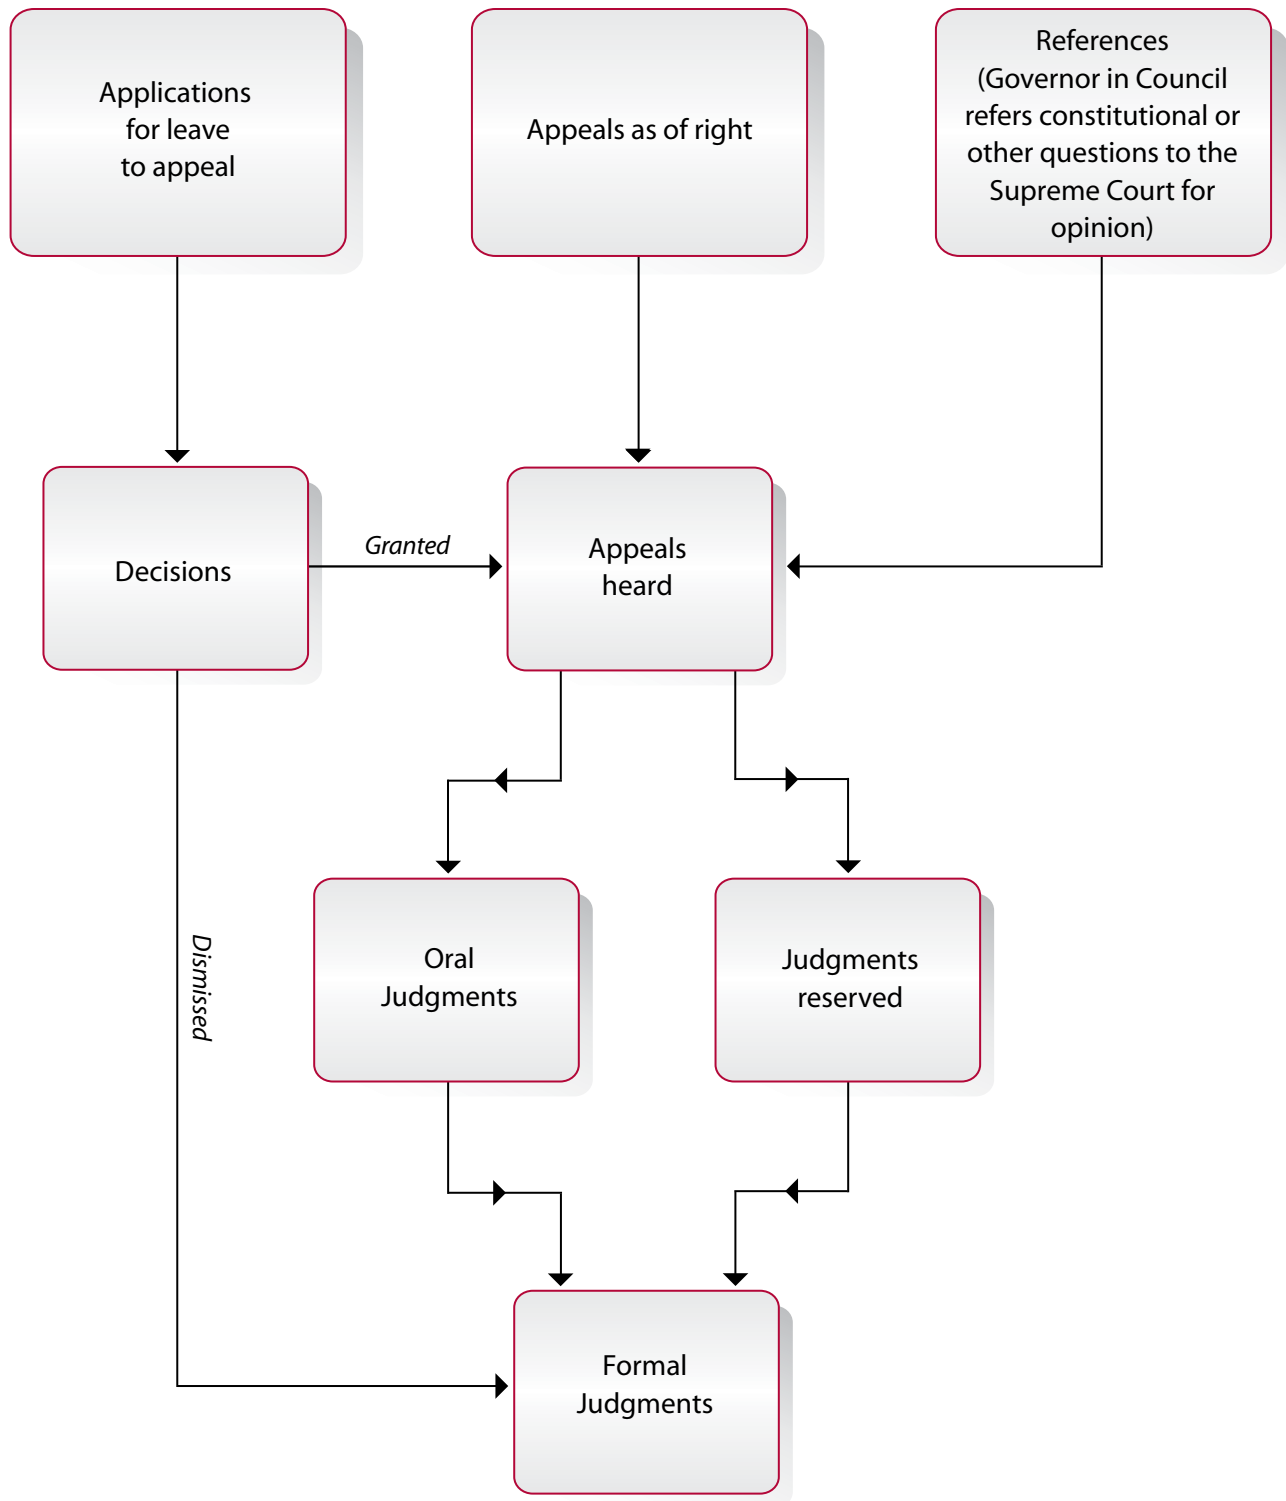 Applications
for leave
to appeal
Appeals as of right
References
(Governor in Council
refers constitutional or
other questions to the
Supreme Court for
opinion)
Decisions
Granted
Appeals
heard
Dismissed
Oral
Judgments
Judgments
reserved
Formal
Judgments